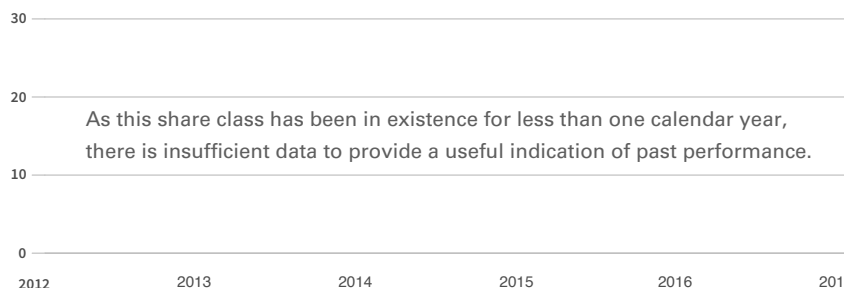 30
20
As this share class has been in existence for less than one calendar year,
there is insufficient data to provide a useful indication of past performance.
10
0
2012 2013 2014 2015 2016 201